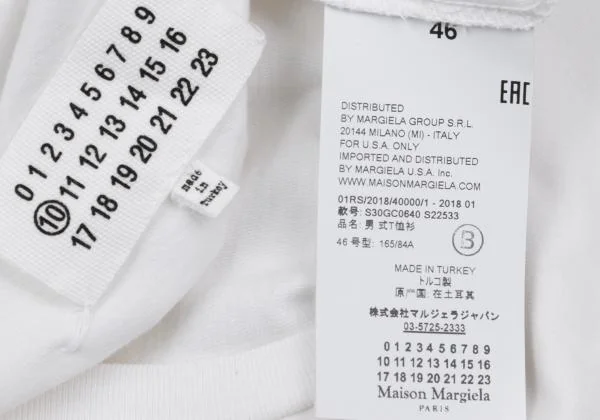 0 1 2 3 4 5 6 7 8 9
10 11 12 13 14 15 16
17 18 19 20 21 22 23
made
in
turkey
46
EAC
DISTRIBUTED
BY MARGIELA GROUP S.R.L.
20144 MILANO (MI) - ITALY
FOR U.S.A. ONLY
IMPORTED AND DISTRIBUTED
BY MARGIELA U.S.A. Inc.
WWW.MAISONMARGIELA.COM
01RS/2018/40000/1 - 2018 01
款号: S30GC0640 S22533
品名: 男 式T恤衫
B
46 号型: 165/84A
MADE IN TURKEY
トルコ製
原产国: 在土耳其
株式会社マルジェラジャパン
03-5725-2333
0 1 2 3 4 5 6 7 8 9
10 11 12 13 14 15 16
17 18 19 20 21 22 23
Maison Margiela
PARIS